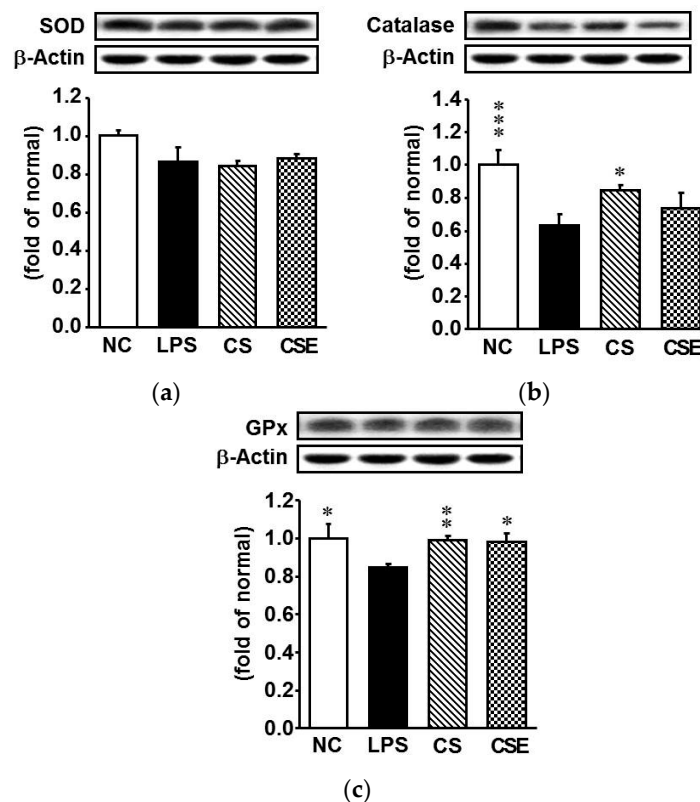 SOD
β-Actin
(fold of normal)
1.2
1.0
0.8
0.6
0.4
0.2
0.0
NC LPS CS CSE
(a)
Catalase
β-Actin
(fold of normal)
1.4
1.2
1.0
0.8
0.6
0.4
0.2
0.0
***
*
NC LPS CS CSE
(b)
GPx
β-Actin
(fold of normal)
1.2
1.0
0.8
0.6
0.4
0.2
0.0
* ** *
NC LPS CS CSE
(c)